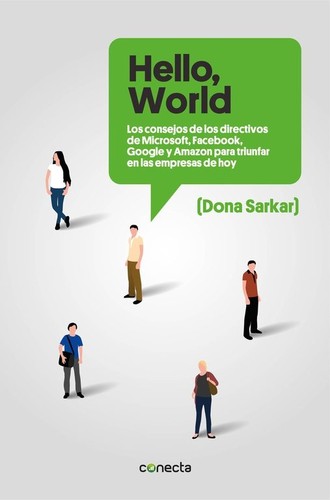 Hello,
World
Los consejos de los directivos
de Microsoft, Facebook,
Google y Amazon para triunfar
en las empresas de hoy
(Dona Sarkar)
conecta